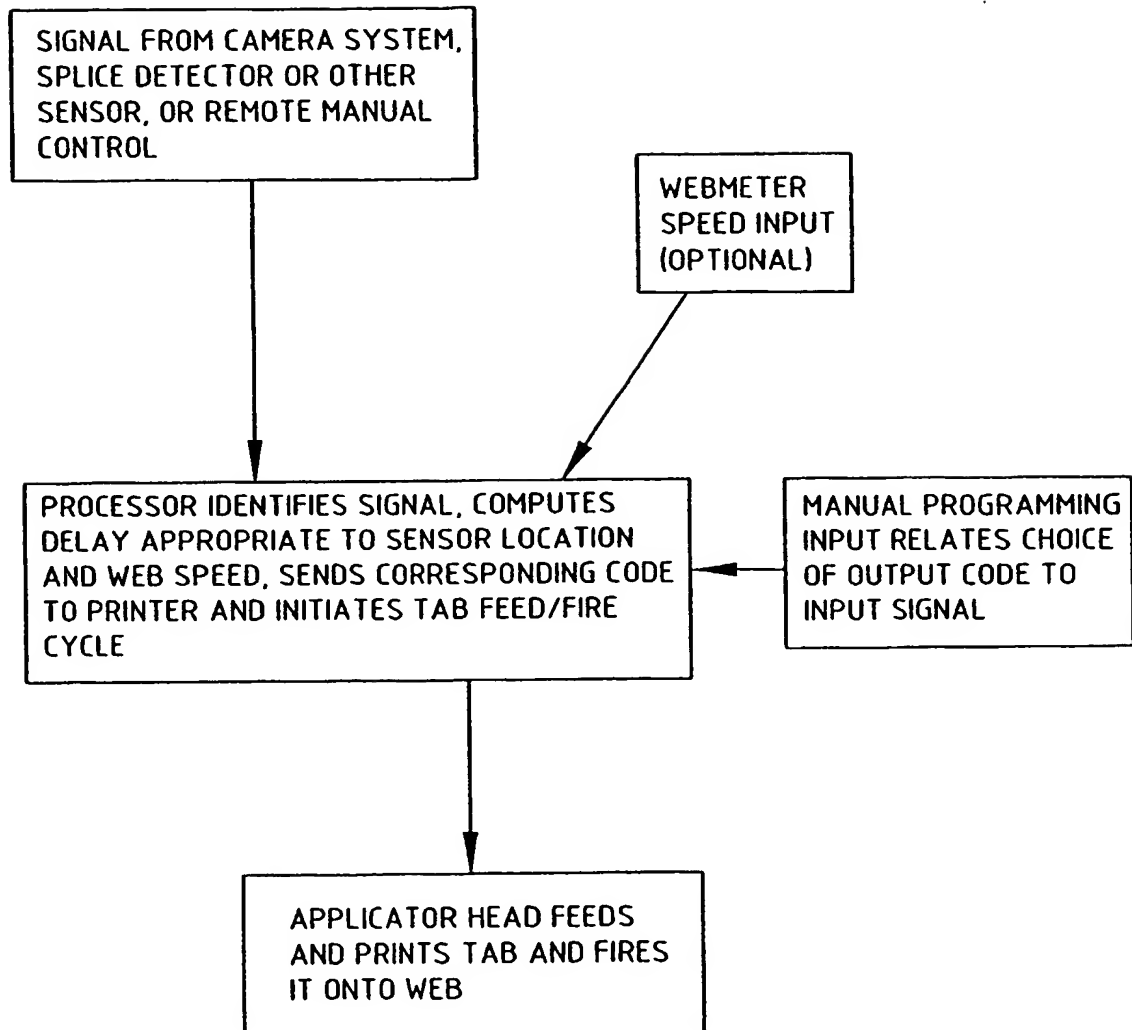 SIGNAL FROM CAMERA SYSTEM,
SPLICE DETECTOR OR OTHER
SENSOR, OR REMOTE MANUAL
CONTROL
WEBMETER
SPEED INPUT
(OPTIONAL)
PROCESSOR IDENTIFIES SIGNAL, COMPUTES
DELAY APPROPRIATE TO SENSOR LOCATION
AND WEB SPEED, SENDS CORRESPONDING CODE
TO PRINTER AND INITIATES TAB FEED/FIRE
CYCLE
MANUAL PROGRAMMING
INPUT RELATES CHOICE
OF OUTPUT CODE TO
INPUT SIGNAL
APPLICATOR HEAD FEEDS
AND PRINTS TAB AND FIRES
IT ONTO WEB